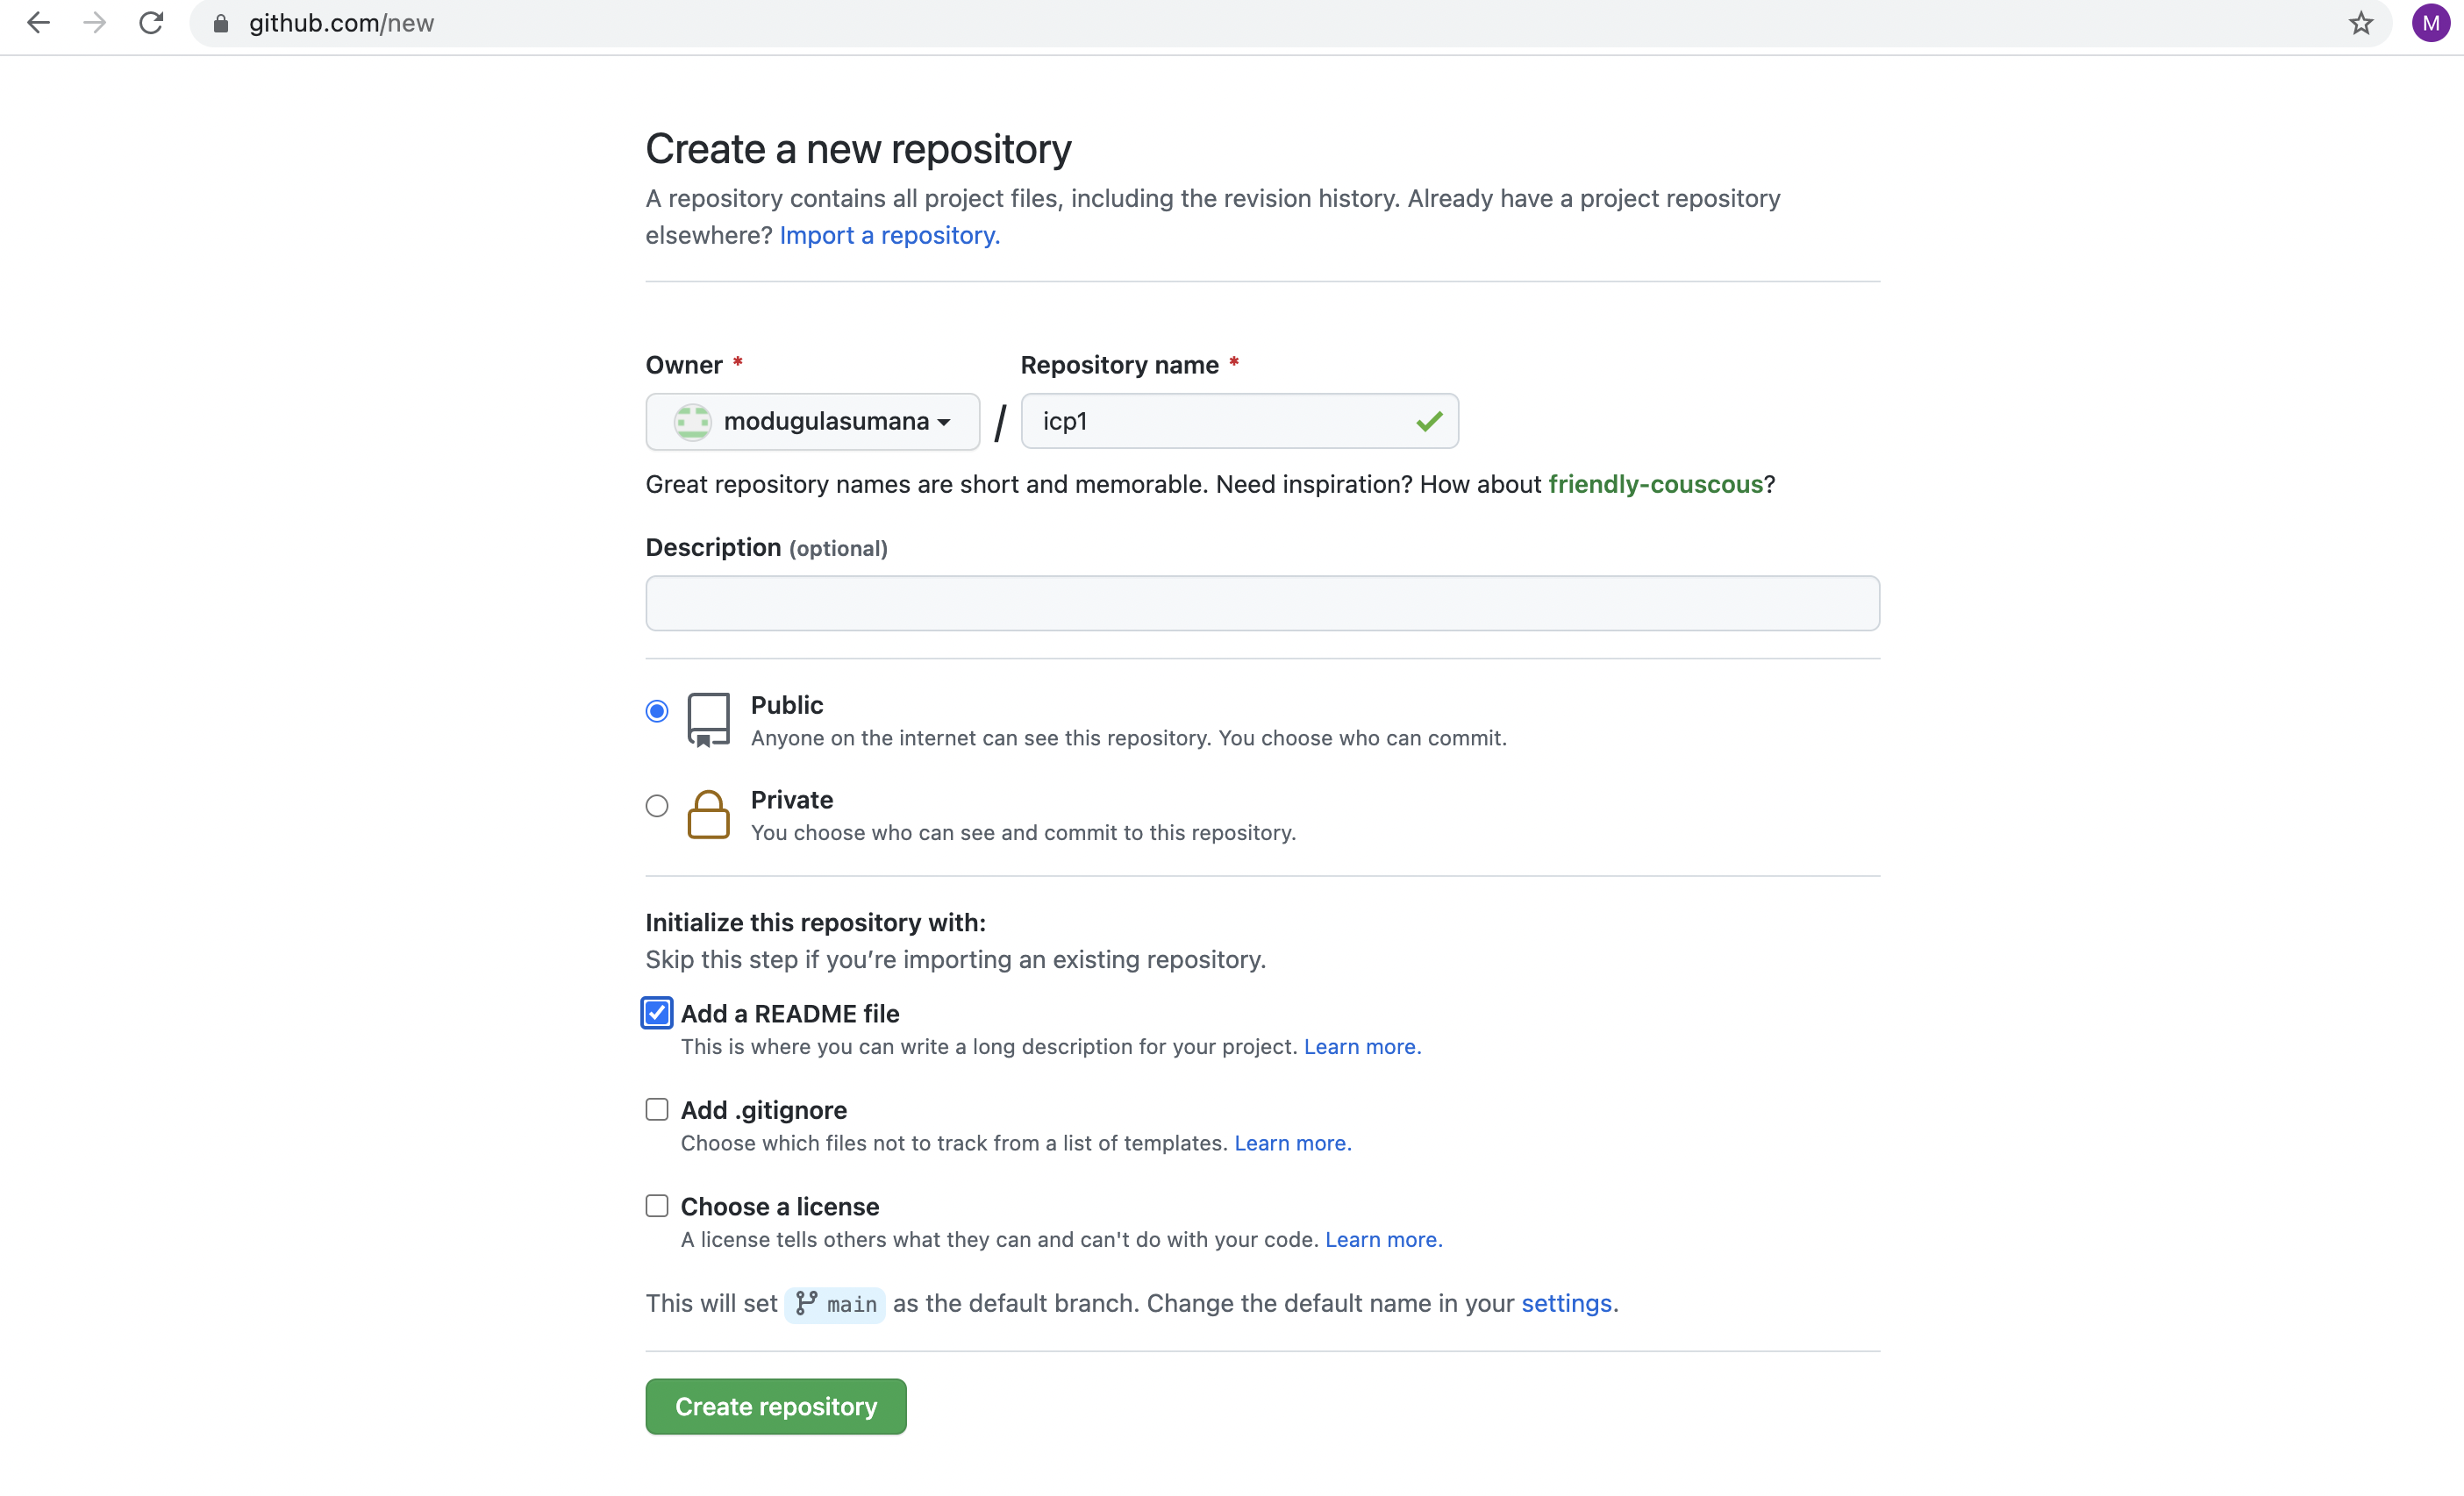 github.com/new
M
Create a new repository
A repository contains all project files, including the revision history. Already have a project repository
elsewhere? Import a repository.
Owner *
Repository name *
modugulasumana
/
icp1
Great repository names are short and memorable. Need inspiration? How about friendly-couscous?
Description (optional)
Public
Anyone on the internet can see this repository. You choose who can commit.
Private
You choose who can see and commit to this repository.
Initialize this repository with:
Skip this step if you’re importing an existing repository.
Add a README file
This is where you can write a long description for your project. Learn more.
Add .gitignore
Choose which files not to track from a list of templates. Learn more.
Choose a license
A license tells others what they can and can't do with your code. Learn more.
This will set main as the default branch. Change the default name in your settings.
Create repository